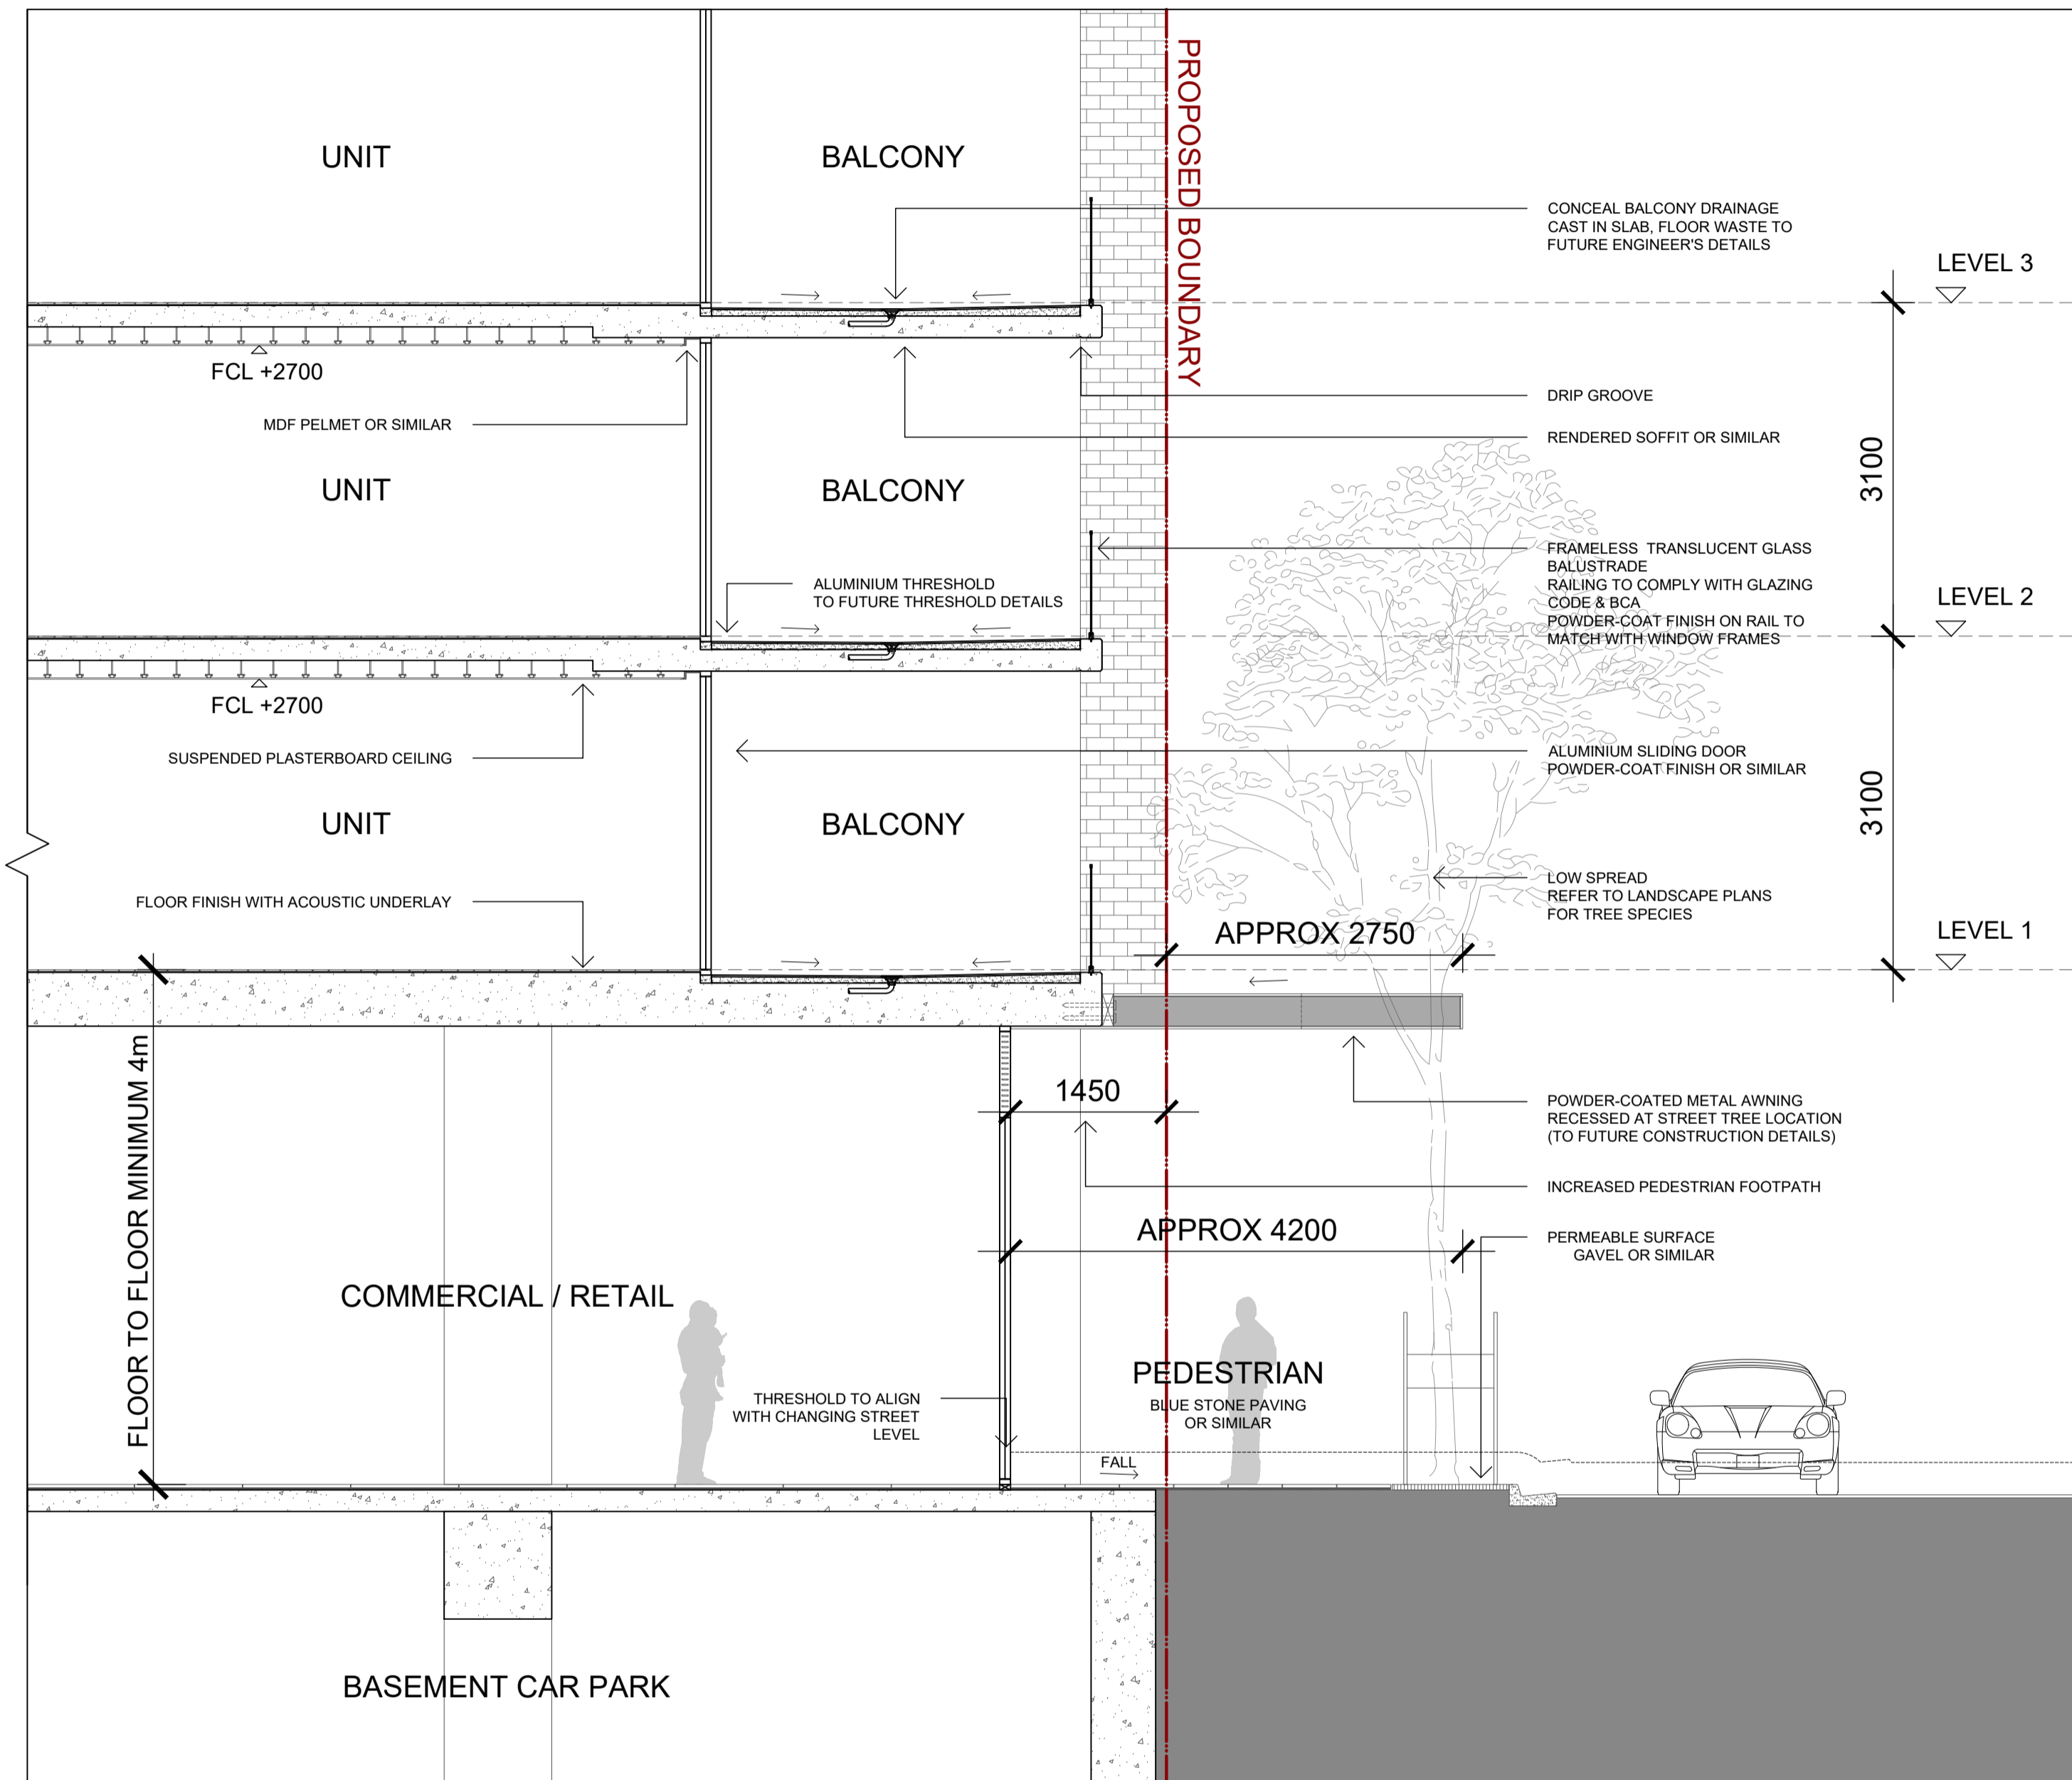 PROPOSED BOUNDARY
UNIT
BALCONY
CONCEAL BALCONY DRAINAGE
CAST IN SLAB, FLOOR WASTE TO
FUTURE ENGINEER'S DETAILS
LEVEL 3
FCL +2700
MDF PELMET OR SIMILAR
DRIP GROOVE
RENDERED SOFFIT OR SIMILAR
3100
UNIT
BALCONY
ALUMINIUM THRESHOLD
TO FUTURE THRESHOLD DETAILS
FRAMELESS TRANSLUCENT GLASS
BALUSTRADE
RAILING TO COMPLY WITH GLAZING
CODE & BCA
POWDER-COAT FINISH ON RAIL TO
MATCH WITH WINDOW FRAMES
LEVEL 2
FCL +2700
SUSPENDED PLASTERBOARD CEILING
ALUMINIUM SLIDING DOOR
POWDER-COAT FINISH OR SIMILAR
3100
UNIT
BALCONY
FLOOR FINISH WITH ACOUSTIC UNDERLAY
LOW SPREAD
REFER TO LANDSCAPE PLANS
FOR TREE SPECIES
APPROX 2750
LEVEL 1
FLOOR TO FLOOR MINIMUM 4m
1450
POWDER-COATED METAL AWNING
RECESSED AT STREET TREE LOCATION
(TO FUTURE CONSTRUCTION DETAILS)
INCREASED PEDESTRIAN FOOTPATH
APPROX 4200
PERMEABLE SURFACE
GAVEL OR SIMILAR
COMMERCIAL / RETAIL
THRESHOLD TO ALIGN
WITH CHANGING STREET
LEVEL
PEDESTRIAN
BLUE STONE PAVING
OR SIMILAR
FALL
BASEMENT CAR PARK